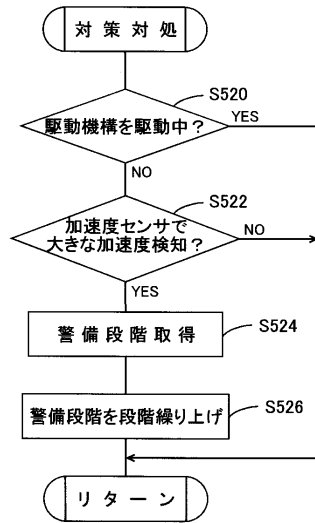 対策対処
S520
駆動機構を駆動中？
YES
NO
S522
加速度センサで
大きな加速度検知？
NO
YES
S524
警備段階取得
S526
警備段階を段階繰り上げ
リターン